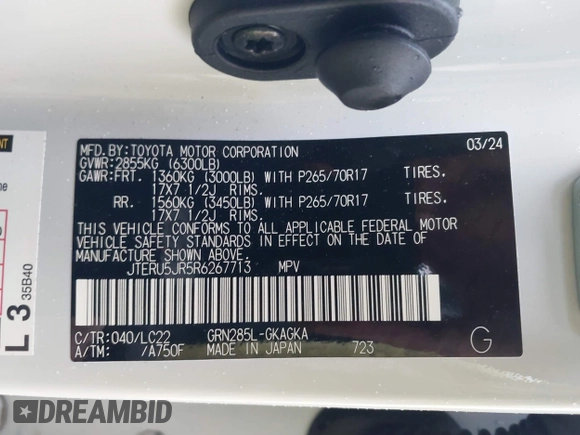 MFD.BY:TOYOTA MOTOR CORPORATION 03/24
GVWR:2855KG (6300LB)
GAWR:FRT. 1360KG (3000LB) WITH P265/70R17 TIRES.
17X7 1/2J RIMS.
RR. 1560KG (3450LB) WITH P265/70R17 TIRES.
17X7 1/2J RIMS.
THIS VEHICLE CONFORMS TO ALL APPLICABLE FEDERAL MOTOR
VEHICLE SAFETY STANDARDS IN EFFECT ON THE DATE OF
MANUFACTURE SHOWN ABOVE.
JTERU5JR5R6267713 MPV
C/TR:040/LC22 GRN285L-GKAGKA
A/TM: /A750F MADE IN JAPAN 723 G
L 3 35B40
DREAMBID